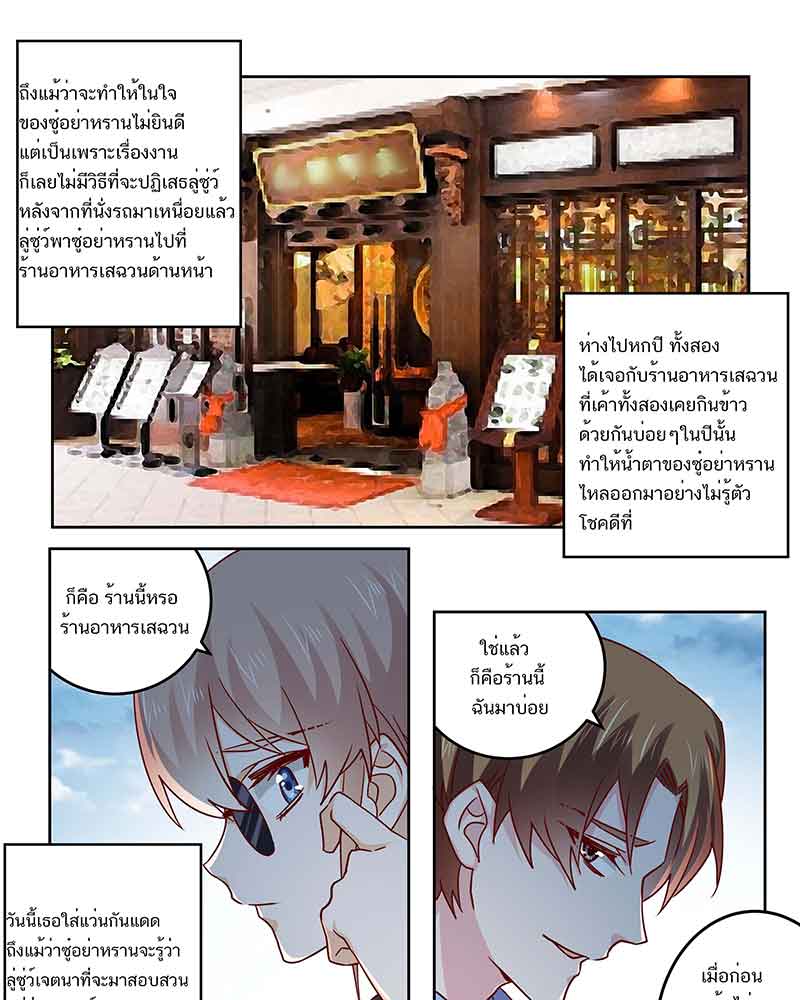 ถึงแม้ว่าจะทำให้ในใจ
ของซู๋อย่าหรานไม่ยินดี
แต่เป็นเพราะเรื่องงาน
ก็เลยไม่มีวิธีที่จะปฏิเสธลู่ซู่ว์
หลังจากที่นั่งรถมาเหนื่อยแล้ว
ลู่ซู่ว์พาซู๋อย่าหรานไปที่
ร้านอาหารเสฉวนด้านหน้า
ห่างไปหกปี ทั้งสอง
ได้เจอกับร้านอาหารเสฉวน
ที่เค้าทั้งสองเคยกินข้าว
ด้วยกันบ่อยๆในปีนั้น
ทำให้น้ำตาของซู๋อย่าหราน
ไหลออกมาอย่างไม่รู้ตัว
โชคดีที่
ก็คือ ร้านนี้หรอ
ร้านอาหารเสฉวน
ใช่แล้ว
ก็คือร้านนี้
ฉันมาบ่อย
วันนี้เธอใส่แว่นกันแดด
ถึงแม้ว่าซู๋อย่าหรานจะรู้ว่า
ลู่ซู่ว์เจตนาที่จะมาสอบสวน
เมื่อก่อน